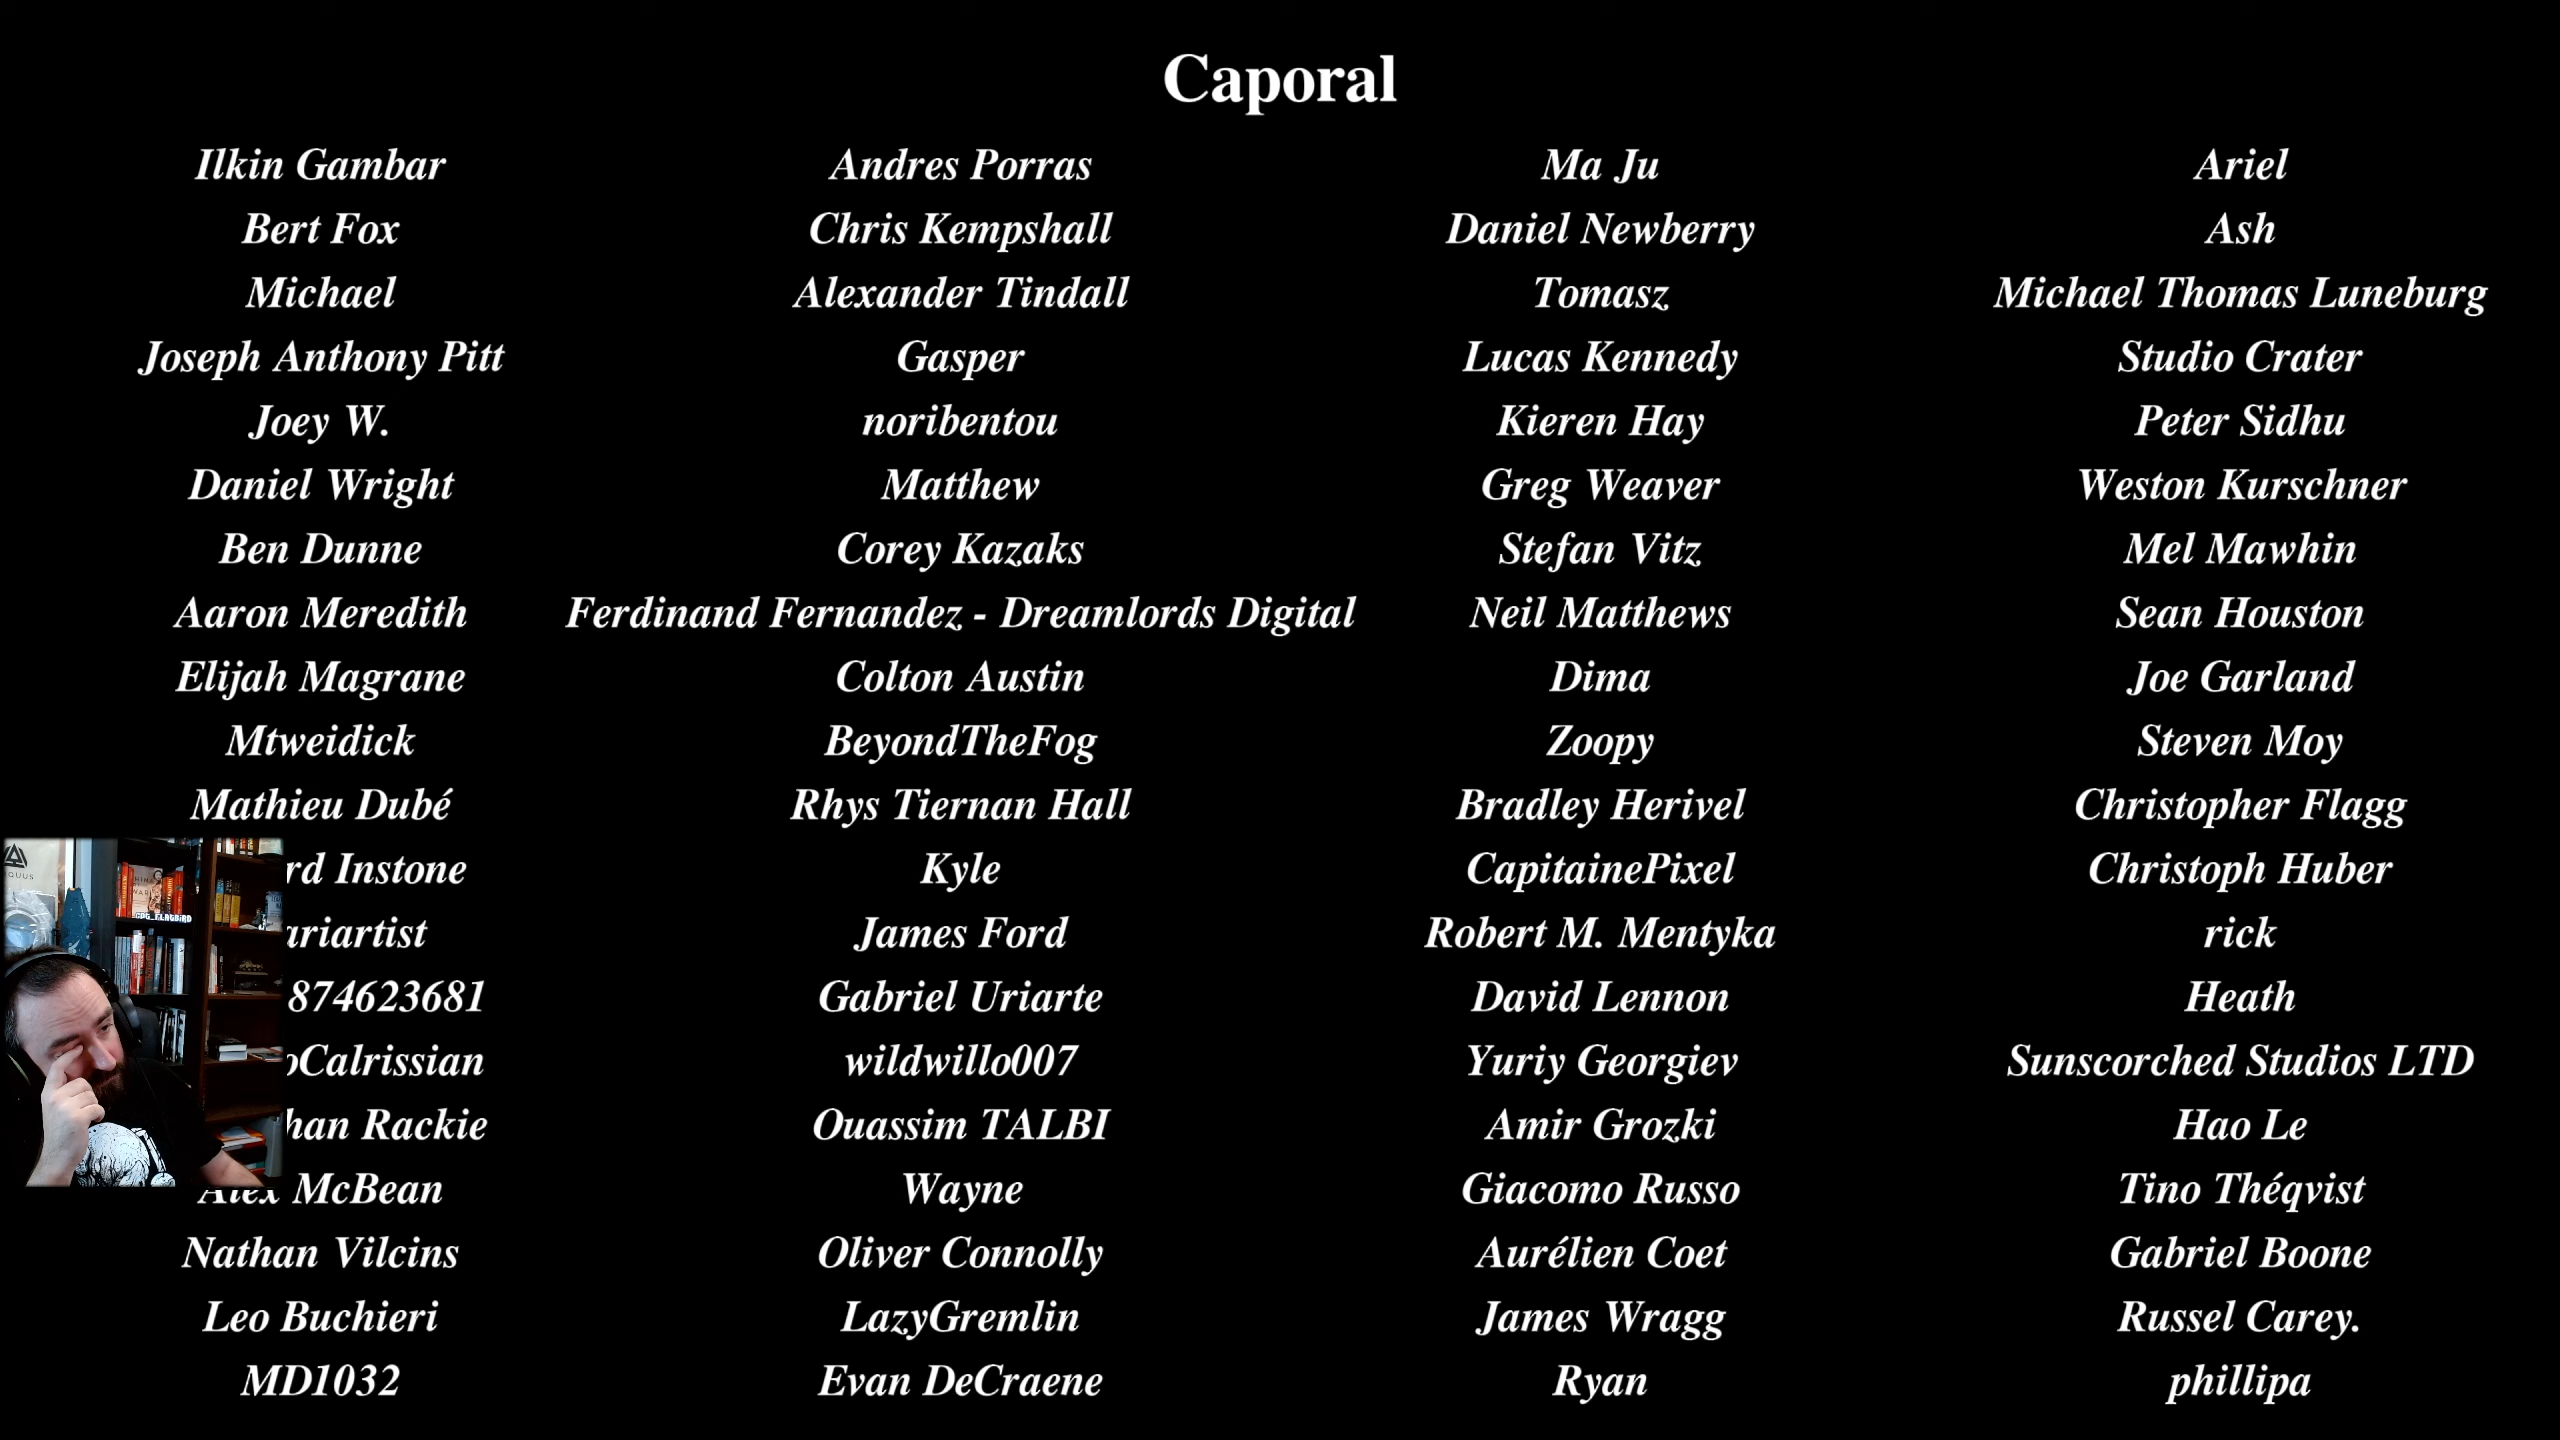 Caporal
Ilkin Gambar Andres Porras Ma Ju Ariel
Bert Fox Chris Kempshall Daniel Newberry Ash
Michael Alexander Tindall Tomasz Michael Thomas Luneburg
Joseph Anthony Pitt Gasper Lucas Kennedy Studio Crater
Joey W. noribentou Kieren Hay Peter Sidhu
Daniel Wright Matthew Greg Weaver Weston Kurschner
Ben Dunne Corey Kazaks Stefan Vitz Mel Mawhin
Aaron Meredith Ferdinand Fernandez - Dreamlords Digital Neil Matthews Sean Houston
Elijah Magrane Colton Austin Dima Joe Garland
Mtweidick BeyondTheFog Zoopy Steven Moy
Mathieu Dubé Rhys Tiernan Hall Bradley Herivel Christopher Flagg
Instone Kyle CapitainePixel Christoph Huber
James Ford Robert M. Mentyka rick
874623681 Gabriel Uriarte David Lennon Heath
wildwillo007 Yuriy Georgiev Sunscorched Studios LTD
Rackie Ouassim TALBI Amir Grozki Hao Le
Alex McBean Wayne Giacomo Russo Tino Théqvist
Nathan Vilcins Oliver Connolly Aurélien Coet Gabriel Boone
Leo Buchieri LazyGremlin James Wragg Russel Carey.
MD1032 Evan DeCraene Ryan phillipa